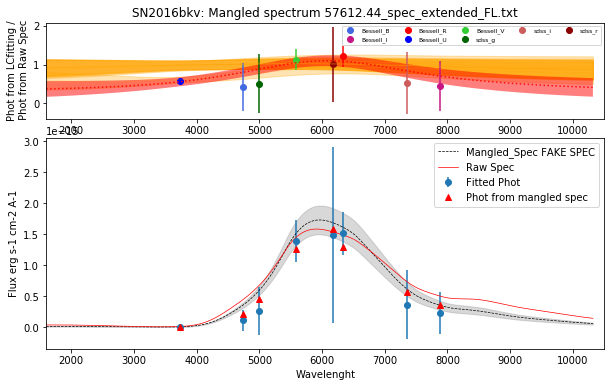 SN2016bkv: Mangled spectrum 57612.44_spec_extended_FL.txt
Phot from LCfitting /
Phot from Raw Spec
2
1
0
Bessell_B Bessell_R Bessell_V sdss_i sdss_r
Bessell_I Bessell_U sdss_g
2000 3000 4000 5000 6000 7000 8000 9000 10000
1e−15
Flux erg s-1 cm-2 A-1
3.0
2.5
2.0
1.5
1.0
0.5
0.0
Mangled_Spec FAKE SPEC
Raw Spec
Fitted Phot
Phot from mangled spec
2000 3000 4000 5000 6000 7000 8000 9000 10000
Wavelenght